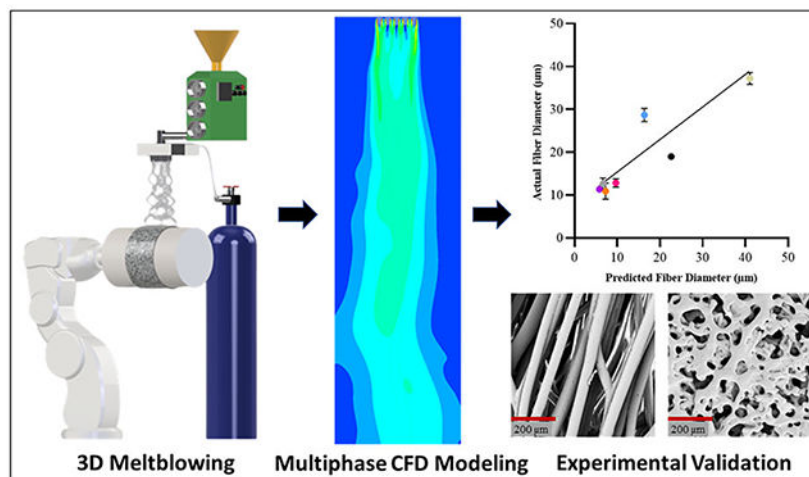 50
40
30
20
10
0
Actual Fiber Diameter (µm)
0 10 20 30 40 50
Predicted Fiber Diameter (µm)
200 µm
200 µm
3D Meltblowing
Multiphase CFD Modeling
Experimental Validation